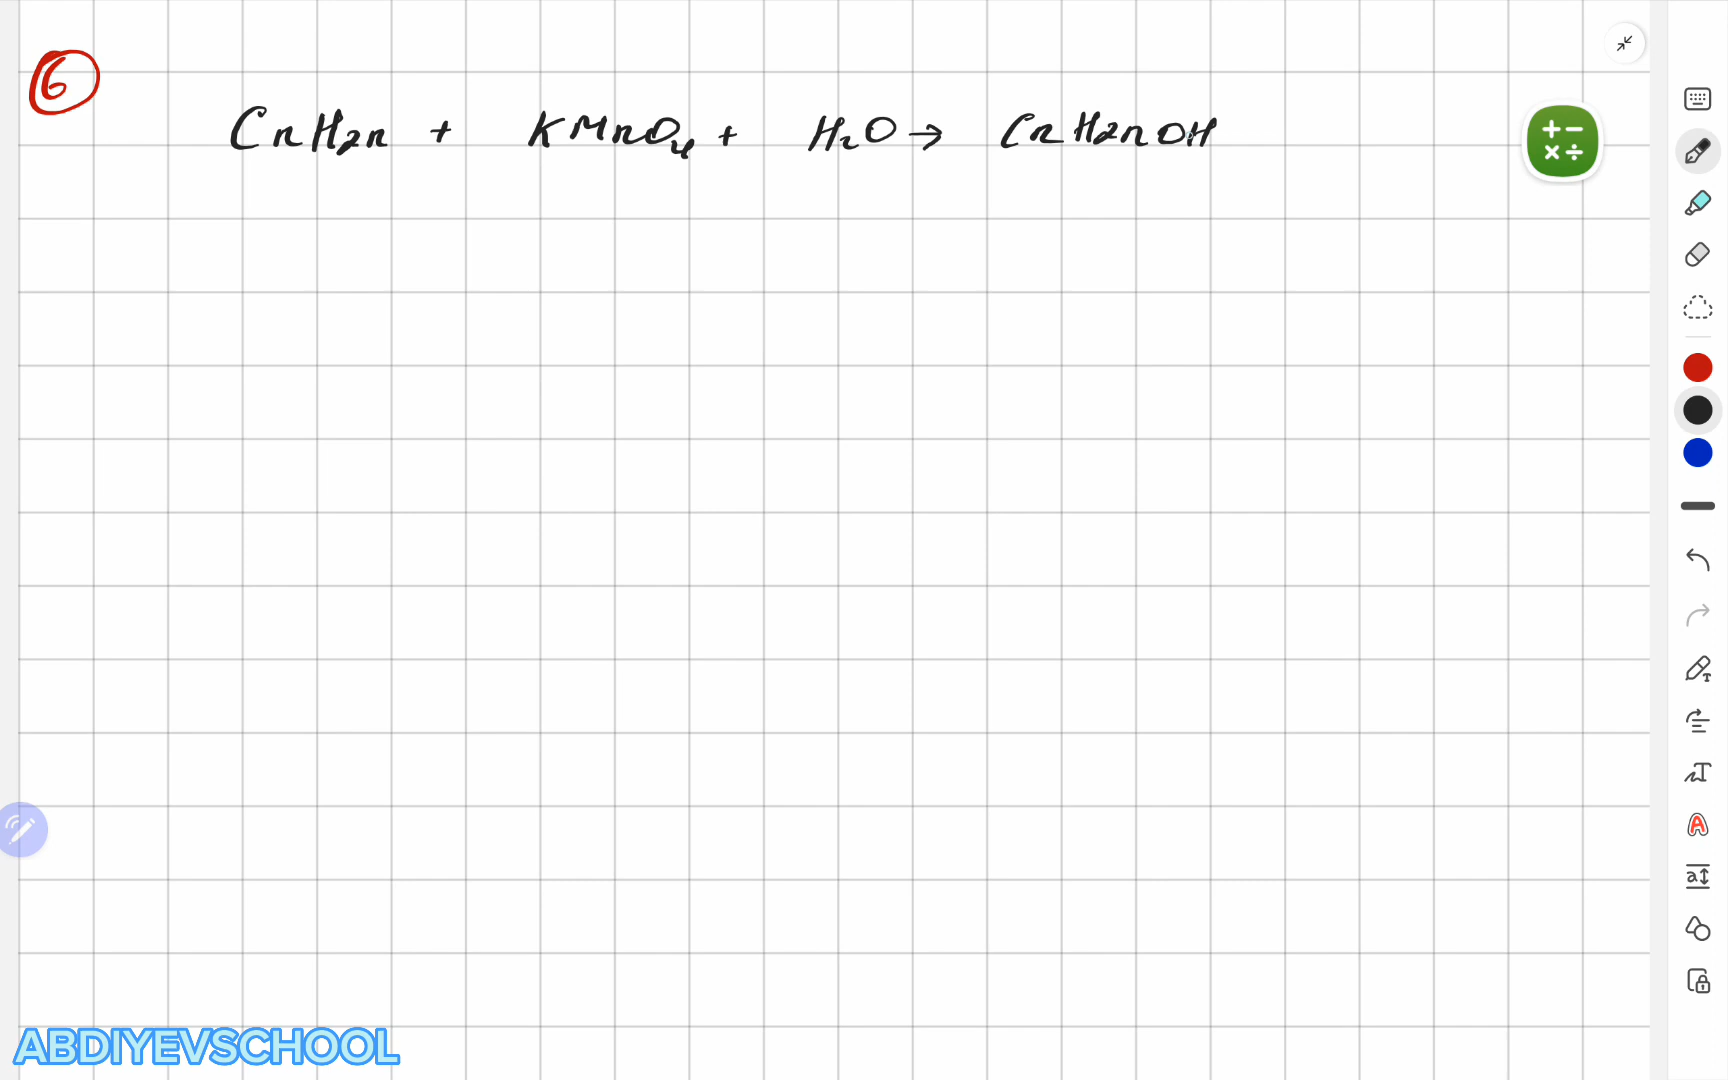 6
CnH2n + KMnO4 + H2O → CnH2nOH
ABDIYEVSCHOOL